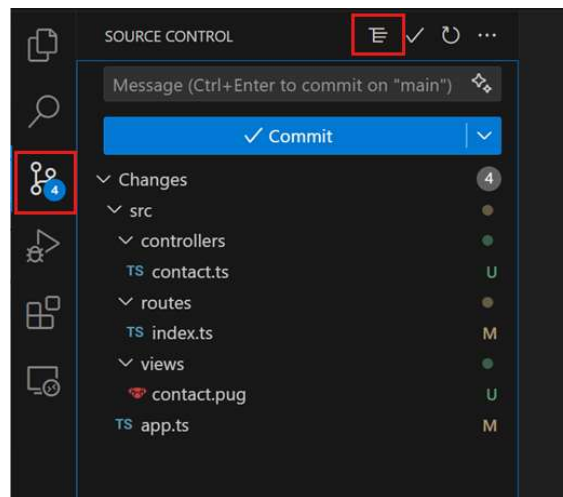 SOURCE CONTROL
Message (Ctrl+Enter to commit on "main")
Commit
4
Changes 4
src
controllers
TS contact.ts U
routes
TS index.ts M
views
contact.pug U
TS app.ts M